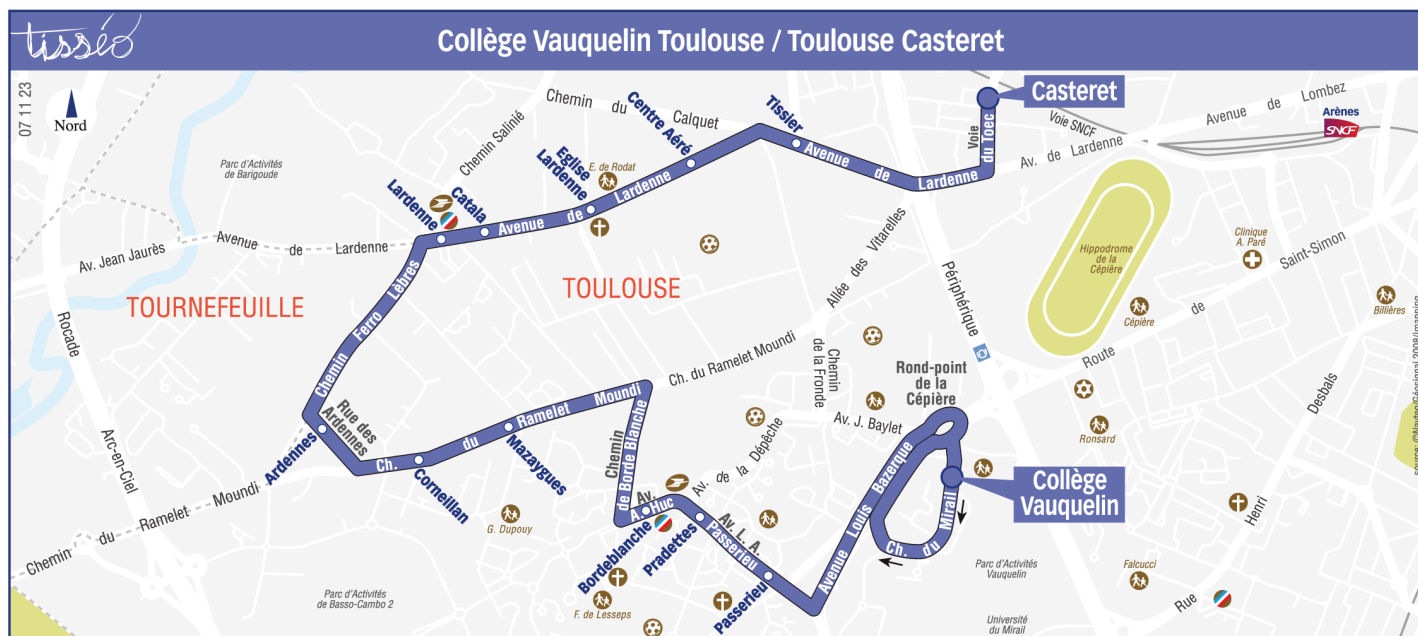 tisséo
Collège Vauquelin Toulouse / Toulouse Casteret
07 11 23
Nord
Chemin du Calquet
Chemin Salinié
Centre Aéré
Tissier
Casteret
Voie
du Toec
Voie SNCF
Avenue de Lombez
Arènes
SNCF
Av. de Lardenne
Parc d'Activités
de Barigoude
Eglise
Lardenne
E. de Rodat
Catala
Lardenne
Avenue de Lardenne
Avenue de Lardenne
Avenue de Lardenne
Av. Jean Jaurès
TOURNEFEUILLE
TOULOUSE
Allée des Vitarelles
Périphérique
Hippodrome
de la
Cépière
Clinique
A. Paré
Route de Saint-Simon
Cépière
Billières
Rocade
Arc-en-Ciel
Chemin Ferro Lèbres
Ch. du Ramelet Moundi
Chemin
de la Fronde
Rond-point
de la
Cépière
Av. J. Baylet
Ronsard
Desbals
Henri
Rue
Rue des
Ardennes
Ardennes
Ch. du Ramelet Moundi
Corneillan
Mazaygues
Chemin
de Borde Blanche
Av.
A. Huc
Av. de la Dépêche
Bordeblanche
Pradettes
Av. L. A.
Passerieu
Passerieu
Avenue Louis Bazerque
Ch. du Mirail
Collège
Vauquelin
Chemin du Ramelet Moundi
G. Dupouy
Parc d'Activités
de Basso-Cambo 2
F. de Lesseps
Parc d'Activités
Vauquelin
Université
du Mirail
Falcucci